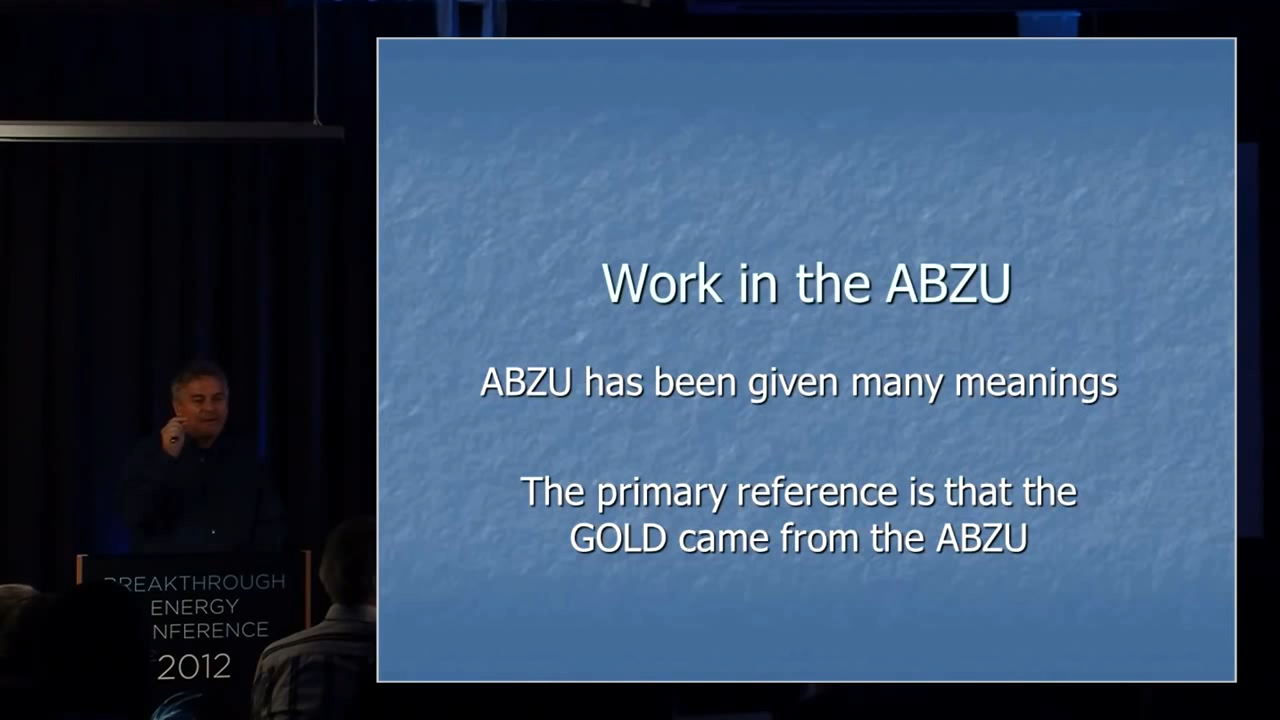 Work in the ABZU
ABZU has been given many meanings
The primary reference is that the
GOLD came from the ABZU
BREAKTHROUGH
ENERGY
NFERENCE
2012